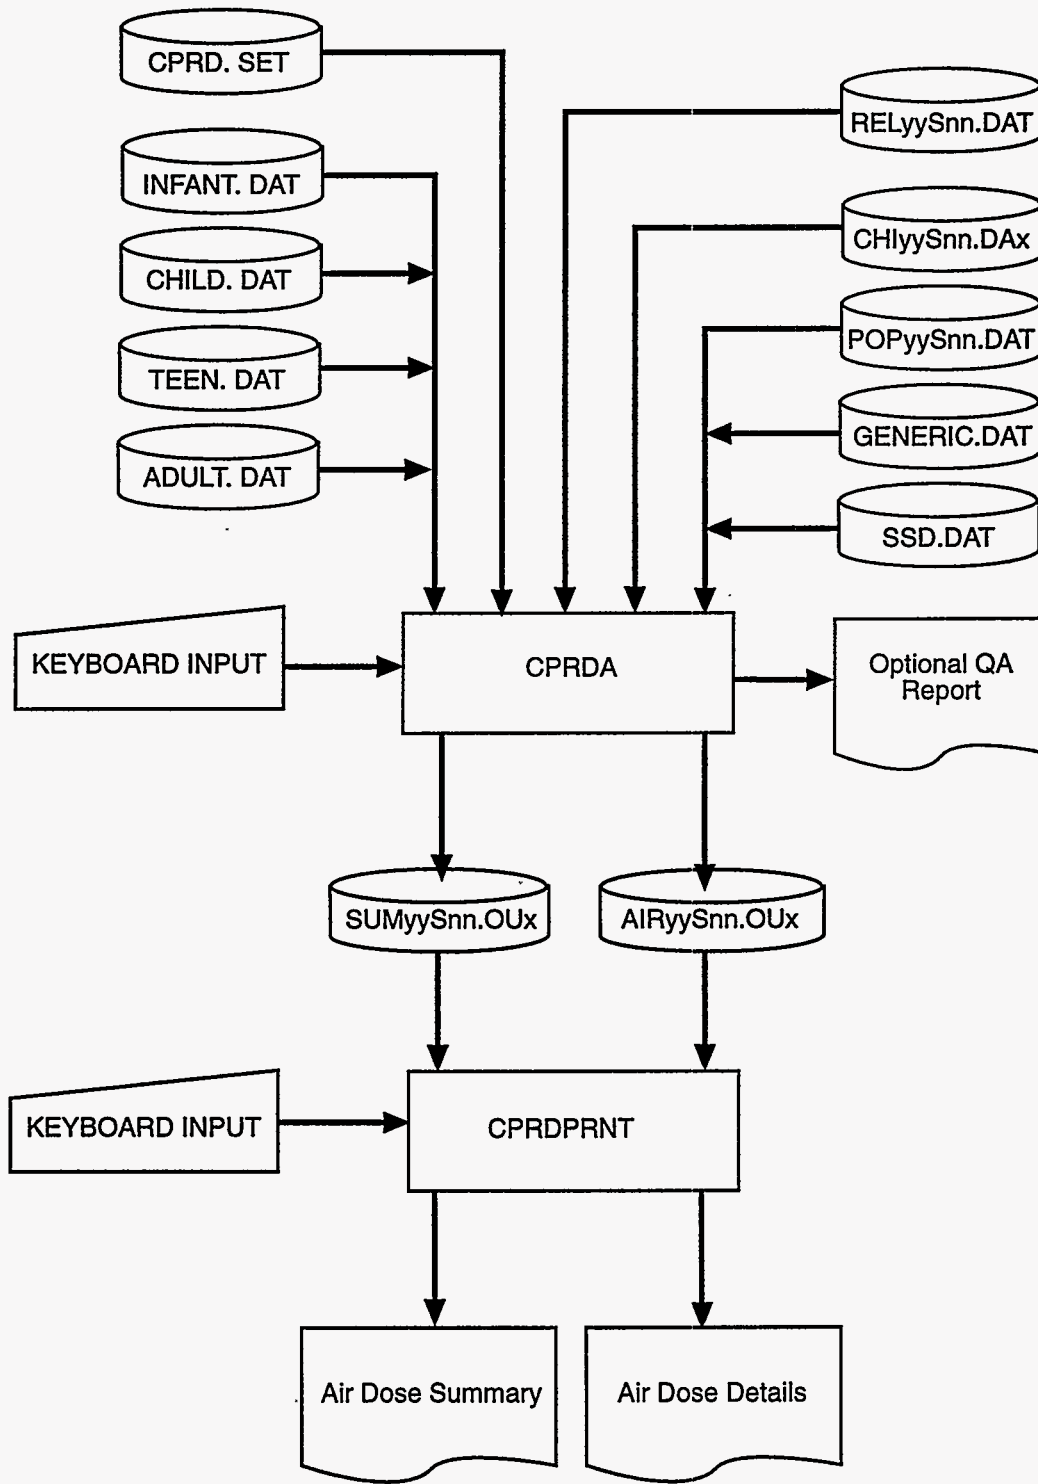 CPRD. SET
RELyySnn.DAT
INFANT. DAT
CHIyySnn.DAx
CHILD. DAT
POPyySnn.DAT
TEEN. DAT
GENERIC.DAT
ADULT. DAT
SSD.DAT
KEYBOARD INPUT
CPRDA
Optional QA
Report
SUMyySnn.OUx
AIRyySnn.OUx
KEYBOARD INPUT
CPRDPRNT
Air Dose Summary
Air Dose Details